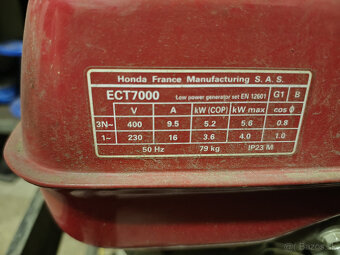 Honda France Manufacturing S.A.S.
ECT7000 Low power generator set EN 12601 G1 B
V A kW (COP) kW max cos ϕ
3N~ 400 9.5 5.2 5.6 0.8
1~ 230 16 3.6 4.0 1.0
50 Hz 79 kg IP23 M